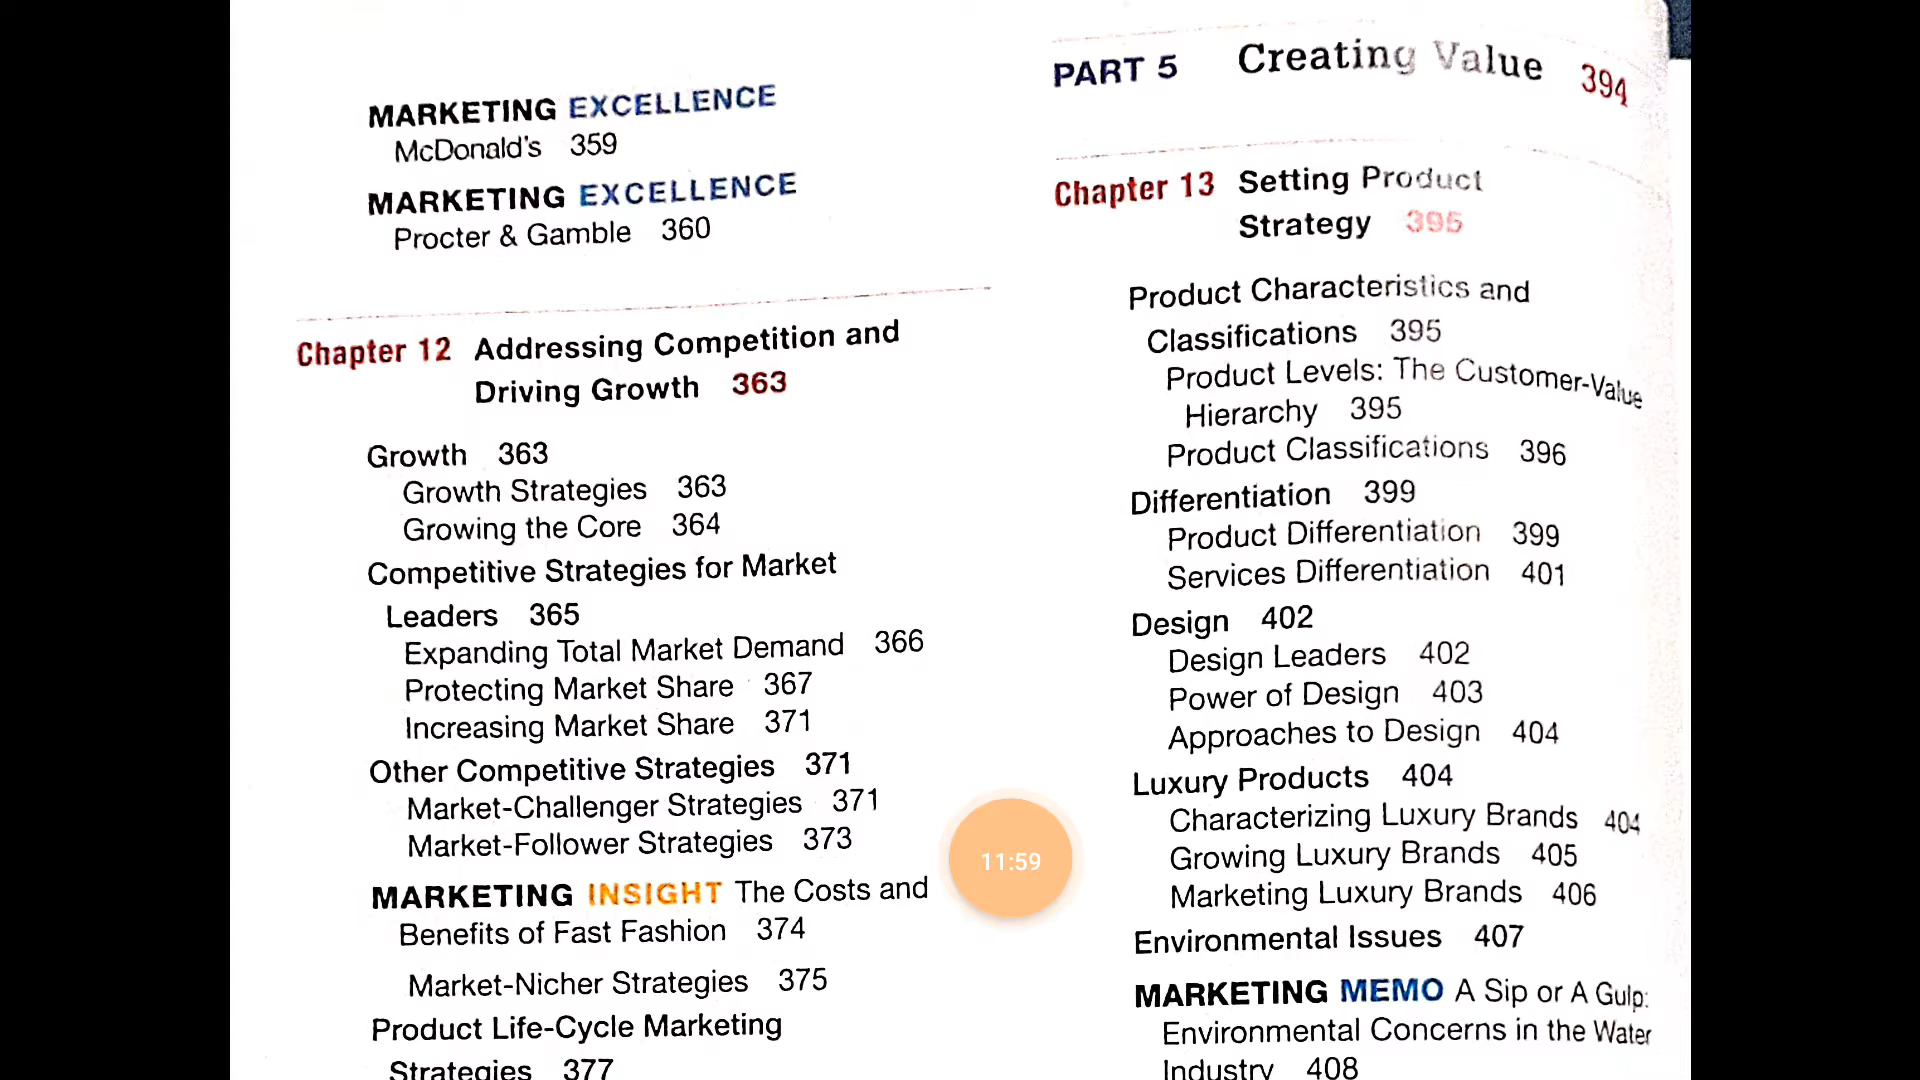 MARKETING EXCELLENCE
McDonald's 359
MARKETING EXCELLENCE
Procter & Gamble 360
Chapter 12 Addressing Competition and
Driving Growth 363
Growth 363
Growth Strategies 363
Growing the Core 364
Competitive Strategies for Market
Leaders 365
Expanding Total Market Demand 366
Protecting Market Share 367
Increasing Market Share 371
Other Competitive Strategies 371
Market-Challenger Strategies 371
Market-Follower Strategies 373
MARKETING INSIGHT The Costs and
Benefits of Fast Fashion 374
Market-Nicher Strategies 375
Product Life-Cycle Marketing
Strategies 377
11:59
PART 5 Creating Value 394
Chapter 13 Setting Product
Strategy 395
Product Characteristics and
Classifications 395
Product Levels: The Customer-Value
Hierarchy 395
Product Classifications 396
Differentiation 399
Product Differentiation 399
Services Differentiation 401
Design 402
Design Leaders 402
Power of Design 403
Approaches to Design 404
Luxury Products 404
Characterizing Luxury Brands 404
Growing Luxury Brands 405
Marketing Luxury Brands 406
Environmental Issues 407
MARKETING MEMO A Sip or A Gulp:
Environmental Concerns in the Water
Industry 408